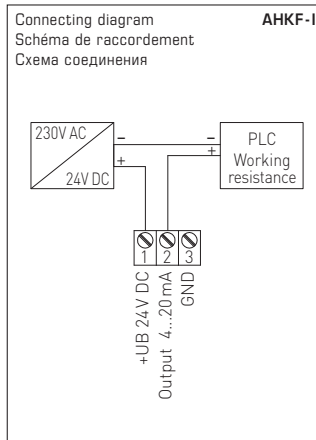 Connecting diagram
AHKF-I
Schéma de raccordement
Схема соединения
230V AC
24V DC
–
+
–
+
PLC
Working
resistance
1
2
3
+UB 24V DC
Output 4...20mA
GND